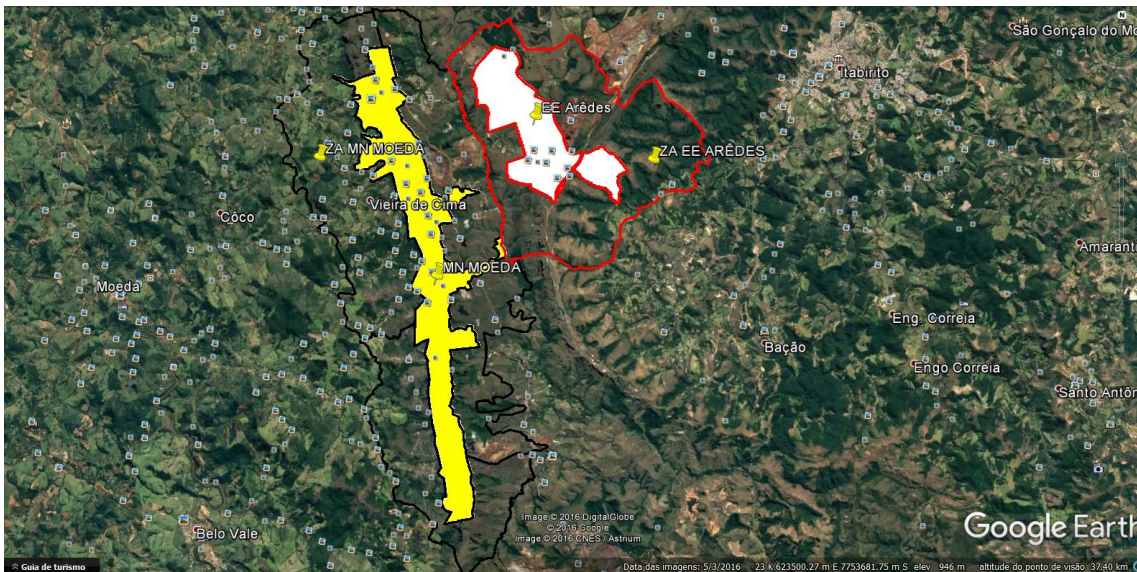 N
São Gonçalo do Mo
Itabirito
EE Arêdes
ZA MN MOEDA
ZA EE ARÊDES
Vieira de Cima
Côco
Amaranto
MN MOEDA
Moeda
Eng. Correia
Bação
Engo Correia
Santo Antôn
Image © 2016 DigitalGlobe
© 2016 Google
Image © 2016 CNES / Astrium
Google Earth
Belo Vale
Guia de turismo
Data das imagens: 5/3/2016 23 K 623500.27 m E 7753681.75 m S elev 946 m altitude do ponto de visão 37.40 km